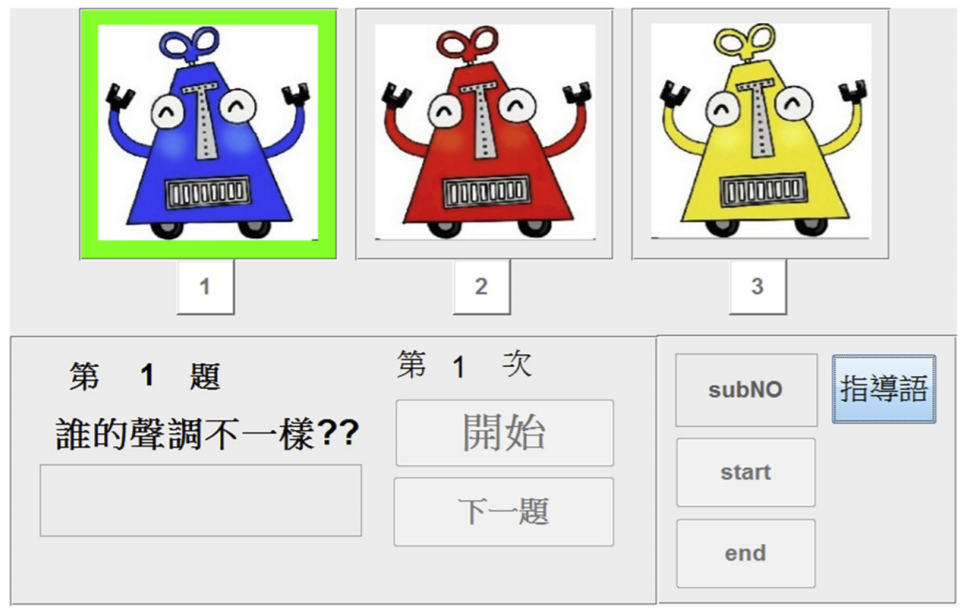 1
2
3
第 1 題
誰的聲調不一樣??
第 1 次
開始
下一題
subNO
指導語
start
end